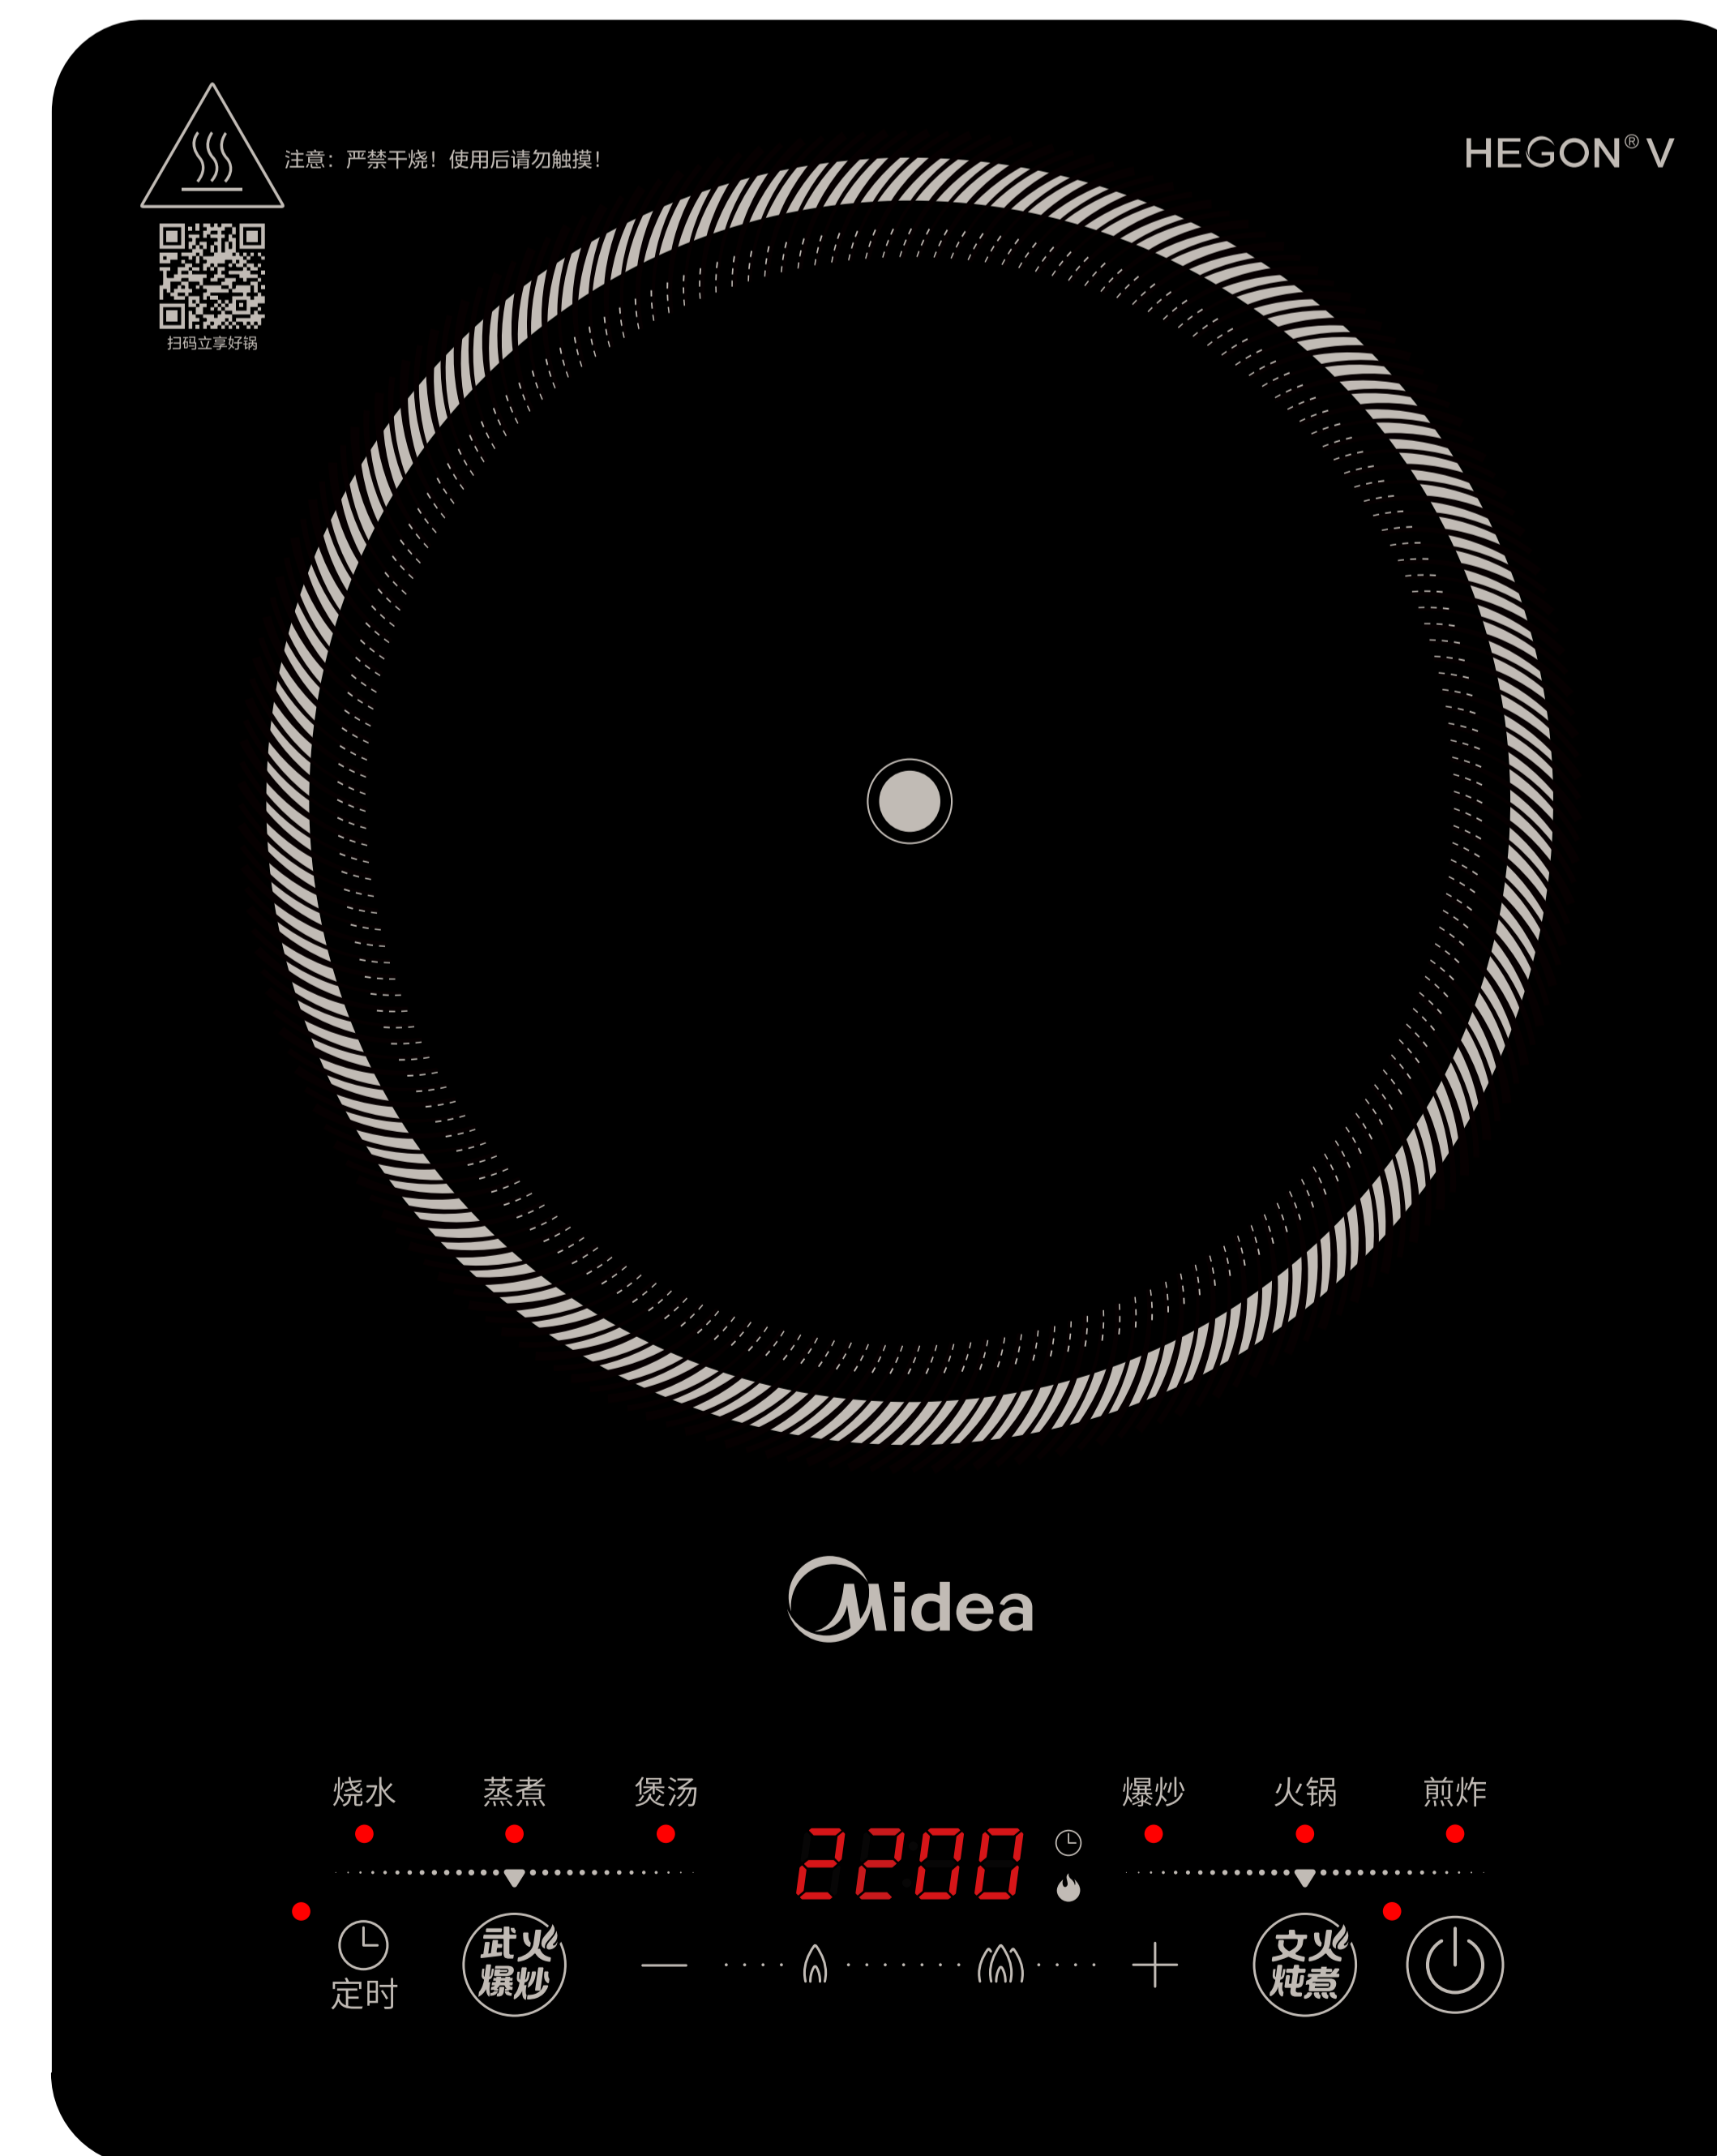 注意：严禁干烧！使用后请勿触摸！
HEGON® V
扫码立享好锅
Midea
烧水 蒸煮 煲汤
2200
爆炒 火锅 煎炸
定时
武火
爆炒
文火
炖煮